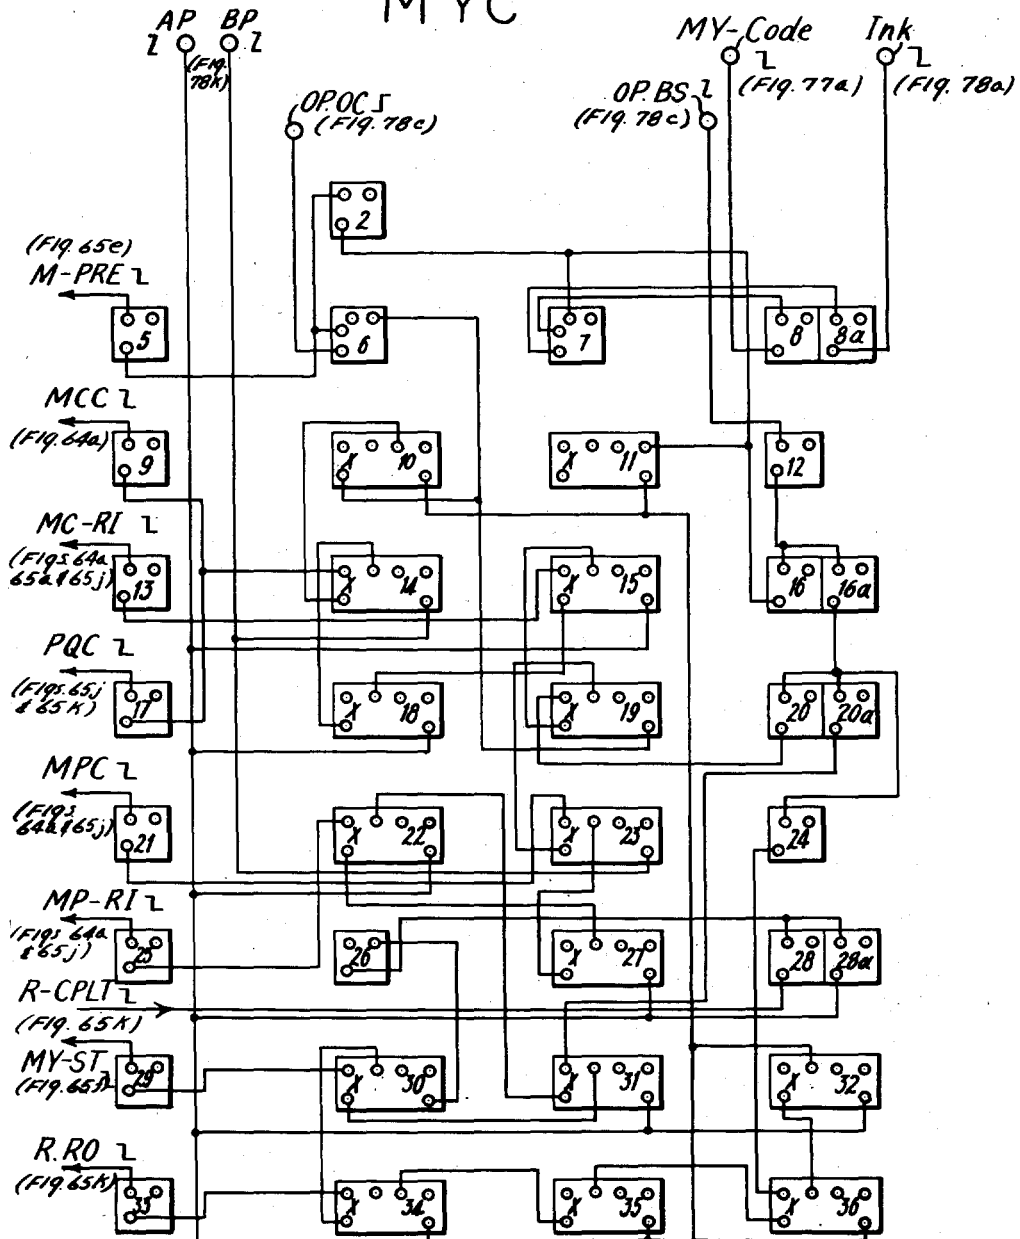 MYC
AP BP
(FIG. 78K)
MY-Code
(FIG. 77a)
Ink
(FIG. 78a)
OP.OC
(FIG. 78c)
OP.BS
(FIG. 78c)
2
(FIG. 65e)
M-PRE
5
6
7
8
8a
MCC
(FIG. 64a)
9
X 10
X 11
12
MC-RI
(FIGS. 64a
65a & 65j)
13
X 14
X 15
16
16a
PQC
(FIGS. 65j
& 65K)
17
X 18
X 19
20
20a
MPC
(FIGS
64a & 65j)
21
X 22
X 23
24
MP-RI
(FIGS 64a
& 65j)
25
26
X 27
28
28a
R-CPLT
(FIG. 65K)
MY-ST
29
X 30
X 31
X 32
R.RO
(FIG. 65K)
33
X 34
X 35
X 36